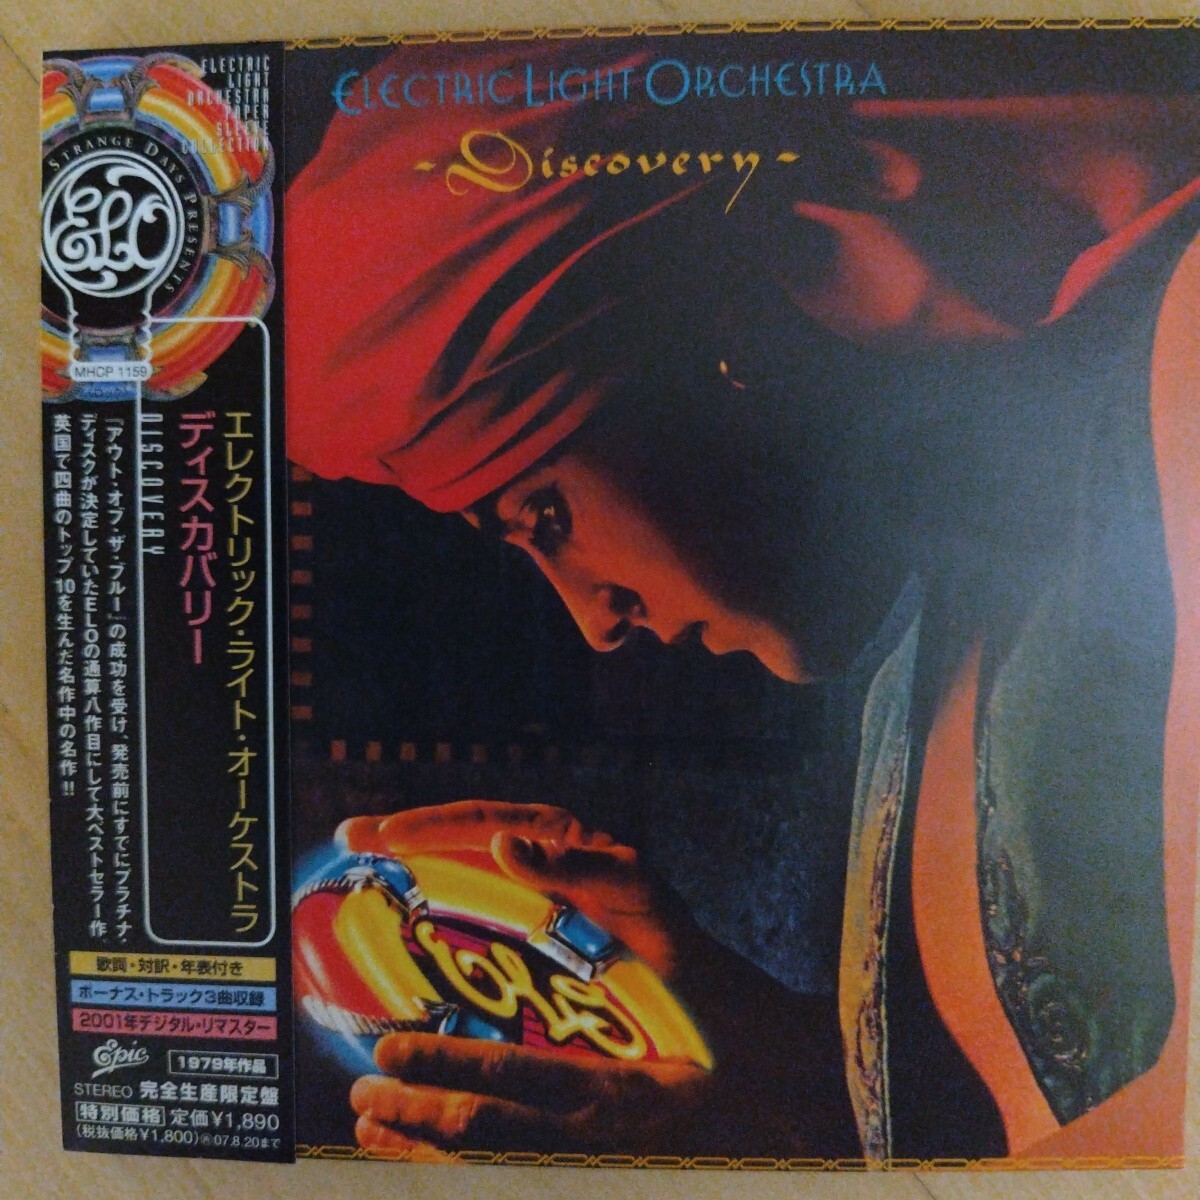 ELECTRIC
LIGHT
ORCHESTRA
PAPER
SLEEVE
COLLECTION
STRANGE DAYS PRESENTS
ELO
MHCP 1159
ロック
DISCOVERY
エレクトリック・ライト・オーケストラ
ディスカバリー
『アウト・オブ・ザ・ブルー』の成功を受け、発売前にすでにプラチナ・
ディスクが決定していたELOの通算八作目にして大ベストセラー作。
英国で四曲のトップ10を生んだ名作中の名作!!
歌詞・対訳・年表付き
ボーナス・トラック3曲収録
2001年デジタル・リマスター
Epic
1979年作品
STEREO 完全生産限定盤
特別価格 定価¥1,890
(税抜価格¥1,800)Ⓗ07.8.20まで
ELECTRIC LIGHT ORCHESTRA
-Discovery-
ELO